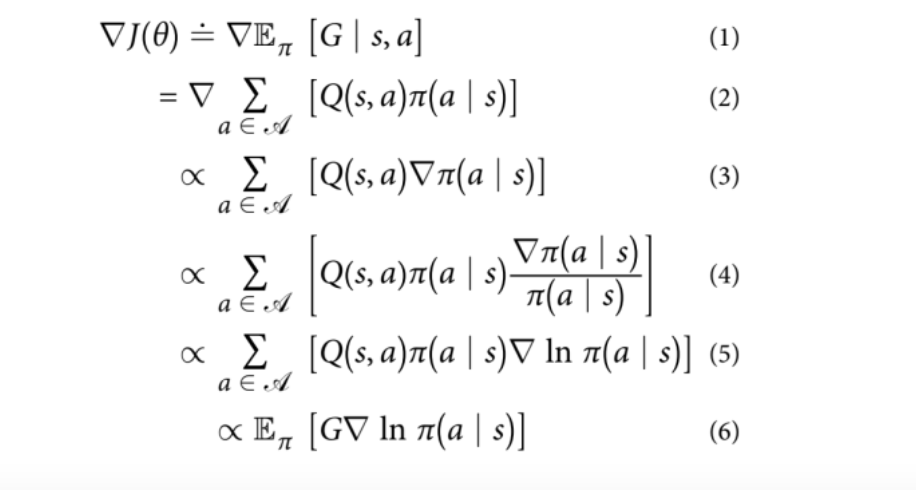 ∇J(θ) ≐ ∇𝔼_π [G | s, a] (1)
= ∇ ∑_{a ∈ 𝒜} [Q(s, a)π(a | s)] (2)
∝ ∑_{a ∈ 𝒜} [Q(s, a)∇π(a | s)] (3)
∝ ∑_{a ∈ 𝒜} [Q(s, a)π(a | s) ∇π(a | s) / π(a | s)] (4)
∝ ∑_{a ∈ 𝒜} [Q(s, a)π(a | s)∇ ln π(a | s)] (5)
∝ 𝔼_π [G∇ ln π(a | s)] (6)